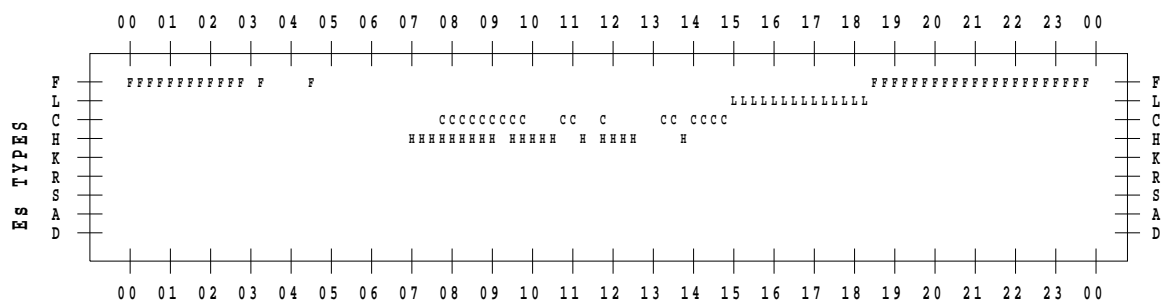 00 01 02 03 04 05 06 07 08 09 10 11 12 13 14 15 16 17 18 19 20 21 22 23 00
F FFFFFFFFFFFF F F FFFFFFFFFFFFFFFFFFFFFF F
L LLLLLLLLLLLLLL L
C CCCCCCCCC CC C CC CCCC C
H HHHHHHHHH HHHHH H HHHH H H
K K
R R
S S
A A
D D
Es TYPES
00 01 02 03 04 05 06 07 08 09 10 11 12 13 14 15 16 17 18 19 20 21 22 23 00